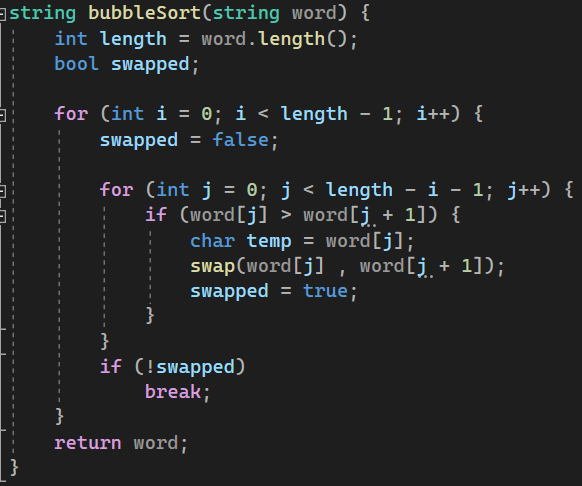 string bubbleSort(string word) {
    int length = word.length();
    bool swapped;

    for (int i = 0; i < length - 1; i++) {
        swapped = false;

        for (int j = 0; j < length - i - 1; j++) {
            if (word[j] > word[j + 1]) {
                char temp = word[j];
                swap(word[j] , word[j + 1]);
                swapped = true;
            }
        }
        if (!swapped)
            break;
    }
    return word;
}